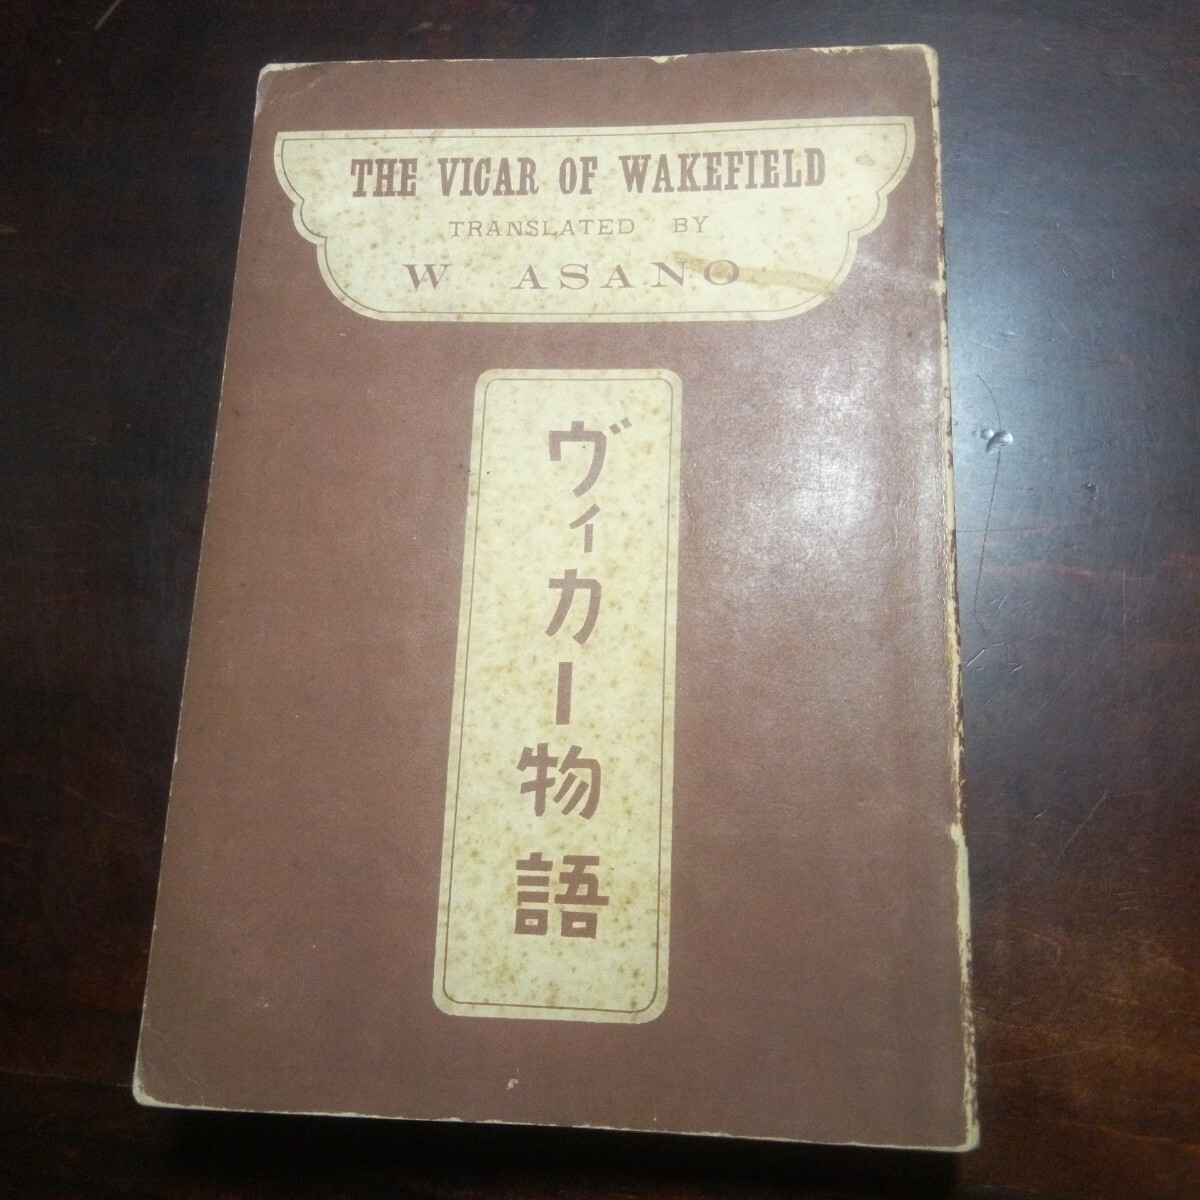 THE VICAR OF WAKEFIELD
TRANSLATED BY
W ASANO
ヴィカー物語